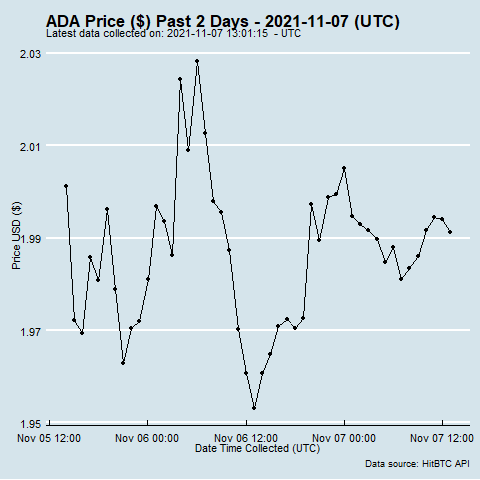 ADA Price ($) Past 2 Days - 2021-11-07 (UTC)
Latest data collected on: 2021-11-07 13:01:15 - UTC
2.03
2.01
1.99
1.97
1.95
Price USD ($)
Nov 05 12:00 Nov 06 00:00 Nov 06 12:00 Nov 07 00:00 Nov 07 12:00
Date Time Collected (UTC)
Data source: HitBTC API